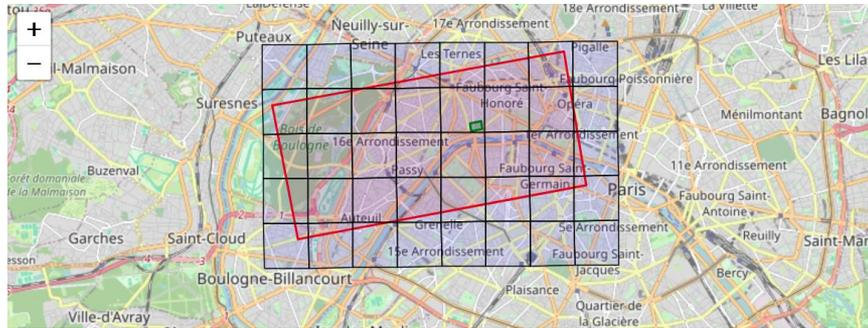 La Défense
18e Arrondissement
La Villette
17e Arrondissement
Neuilly-sur-
Seine
+
Puteaux
Pigalle
Les Ternes
−
il-Malmaison
Les Lila
Faubourg-Poissonnière
Faubourg Saint-
Honoré
Suresnes
Opéra
Ménilmontant
Bagnol
Bois de
Boulogne
16e Arrondissement
1er Arrondissement
11e Arrondissement
Buzenval
Passy
Faubourg Saint-
Germain
Forêt domaniale
de la Malmaison
Paris
Faubourg Saint-
Antoine
Auteuil
Grenelle
5e Arrondissement
Garches
Saint-Cloud
Reuilly
Saint-Man
15e Arrondissement
Faubourg Saint-
Jacques
esson
Bercy
Boulogne-Billancourt
Plaisance
Quartier de
la Glacière
Ville-d'Avray